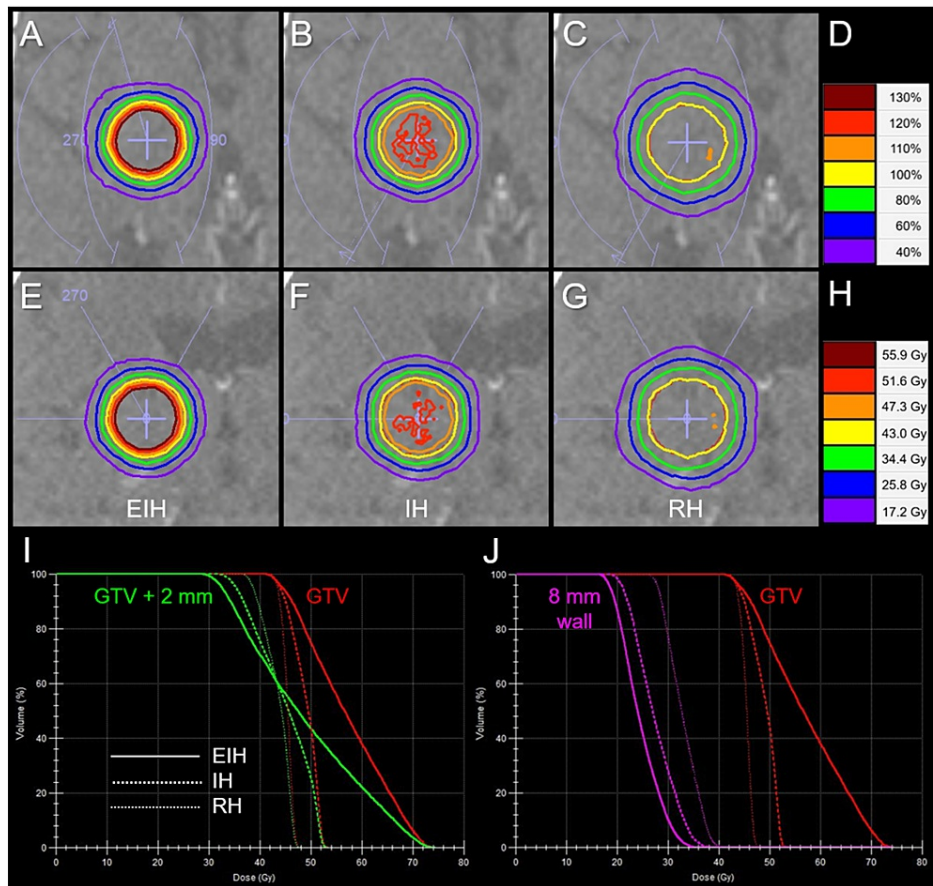 A
B
C
D
270
90
130%
120%
110%
100%
80%
60%
40%
E
F
G
H
270
EIH
IH
RH
55.9 Gy
51.6 Gy
47.3 Gy
43.0 Gy
34.4 Gy
25.8 Gy
17.2 Gy
I
J
100
80
60
40
20
0
Volume (%)
GTV + 2 mm
GTV
EIH
IH
RH
0 10 20 30 40 50 60 70 80
Dose (Gy)
100
80
60
40
20
0
Volume (%)
8 mm
wall
GTV
0 10 20 30 40 50 60 70 80
Dose (Gy)